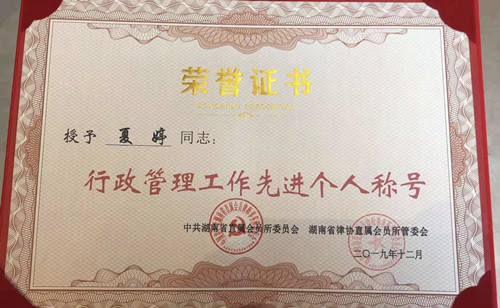 荣誉证书
授予 夏婷 同志：
行政管理工作先进个人称号
中共湖南省直属会员所委员会 湖南省律协直属会员所管委会
二〇一九年十二月